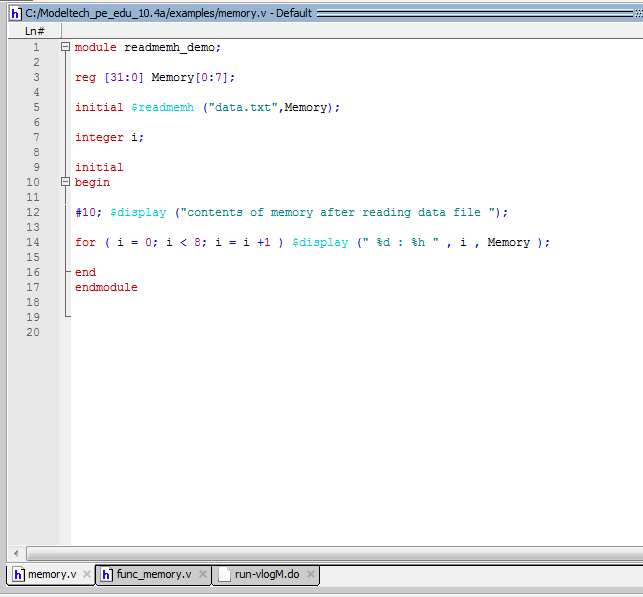 h C:/Modeltech_pe_edu_10.4a/examples/memory.v - Default
Ln#
1 module readmemh_demo;
2
3 reg [31:0] Memory[0:7];
4
5 initial $readmemh ("data.txt",Memory);
6
7 integer i;
8
9 initial
10 begin
11
12 #10; $display ("contents of memory after reading data file ");
13
14 for ( i = 0; i < 8; i = i +1 ) $display (" %d : %h " , i , Memory );
15
16 end
17 endmodule
18
19
20
h memory.v h func_memory.v run-vlogM.do